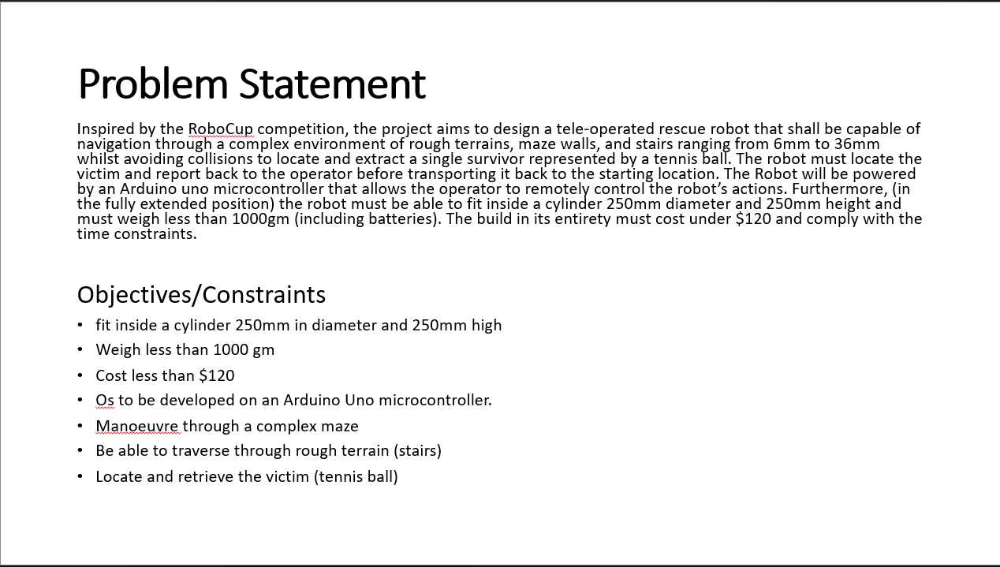 Problem Statement
Inspired by the RoboCup competition, the project aims to design a tele-operated rescue robot that shall be capable of
navigation through a complex environment of rough terrains, maze walls, and stairs ranging from 6mm to 36mm
whilst avoiding collisions to locate and extract a single survivor represented by a tennis ball. The robot must locate the
victim and report back to the operator before transporting it back to the starting location. The Robot will be powered
by an Arduino uno microcontroller that allows the operator to remotely control the robot’s actions. Furthermore, (in
the fully extended position) the robot must be able to fit inside a cylinder 250mm diameter and 250mm height and
must weigh less than 1000gm (including batteries). The build in its entirety must cost under $120 and comply with the
time constraints.
Objectives/Constraints
• fit inside a cylinder 250mm in diameter and 250mm high
• Weigh less than 1000 gm
• Cost less than $120
• Os to be developed on an Arduino Uno microcontroller.
• Manoeuvre through a complex maze
• Be able to traverse through rough terrain (stairs)
• Locate and retrieve the victim (tennis ball)